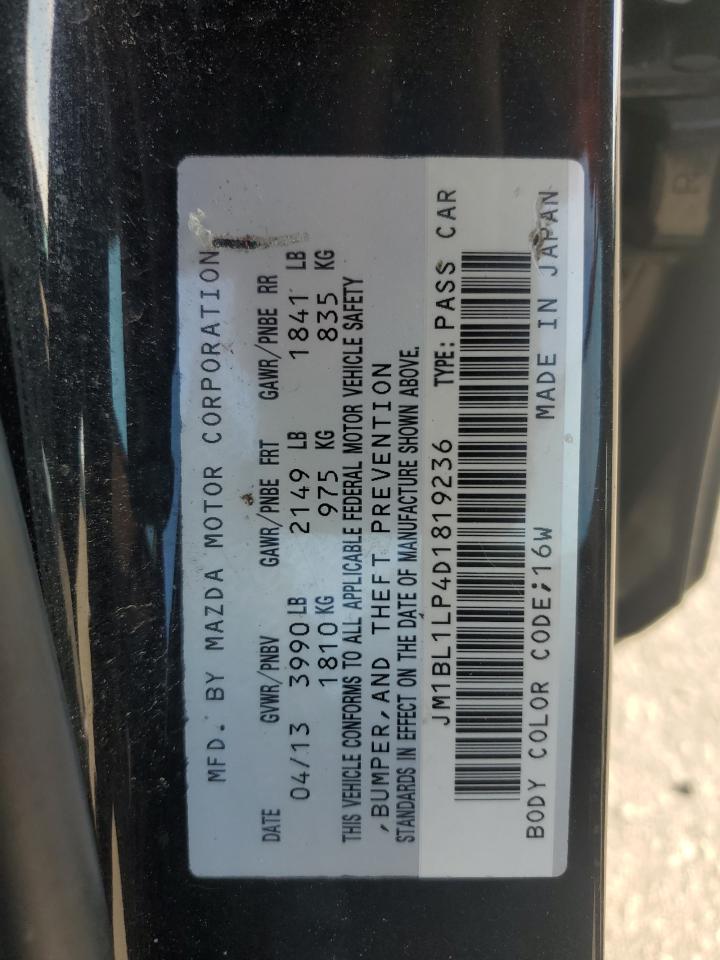 MFD. BY MAZDA MOTOR CORPORATION
DATE GVWR/PNBV GAWR/PNBE FRT GAWR/PNBE RR
04/13 3990 LB 2149 LB 1841 LB
1810 KG 975 KG 835 KG
THIS VEHICLE CONFORMS TO ALL APPLICABLE FEDERAL MOTOR VEHICLE SAFETY
,BUMPER,AND THEFT PREVENTION
STANDARDS IN EFFECT ON THE DATE OF MANUFACTURE SHOWN ABOVE.
JM1BL1LP4D1819236 TYPE: PASS CAR
BODY COLOR CODE;16W MADE IN JAPAN
R